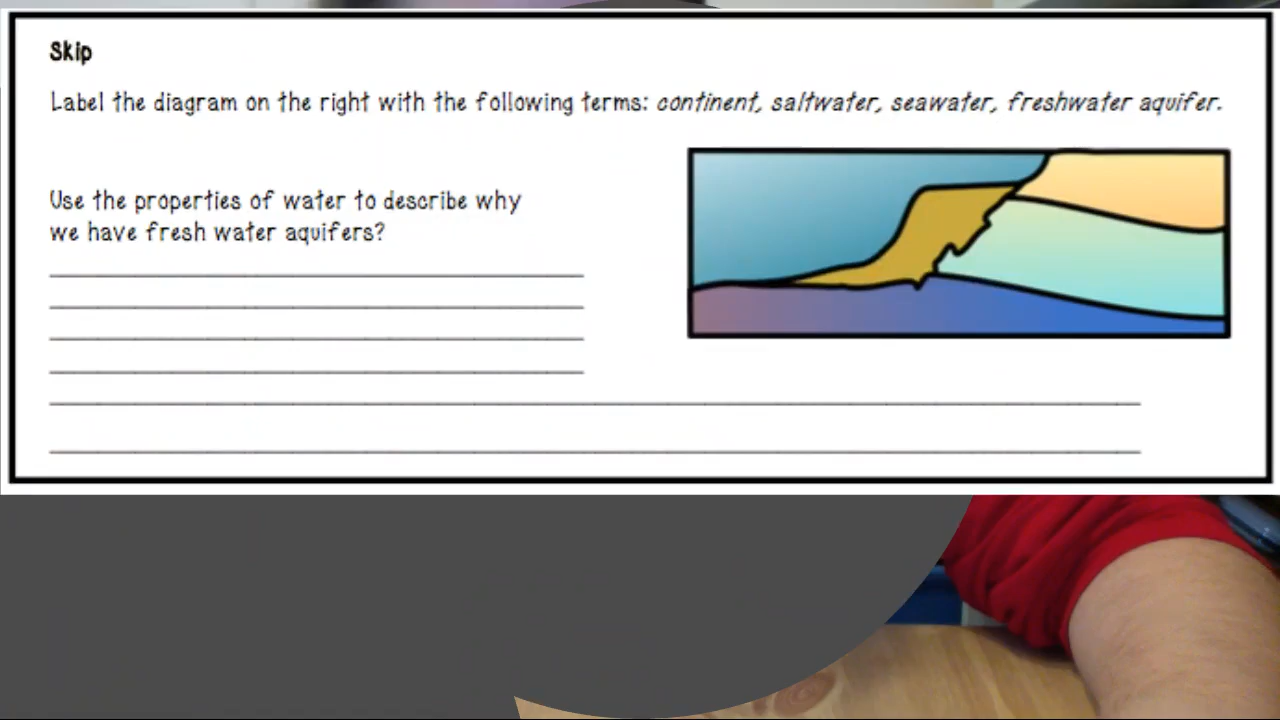 Skip
Label the diagram on the right with the following terms: continent, saltwater, seawater, freshwater aquifer.
Use the properties of water to describe why
we have fresh water aquifers?